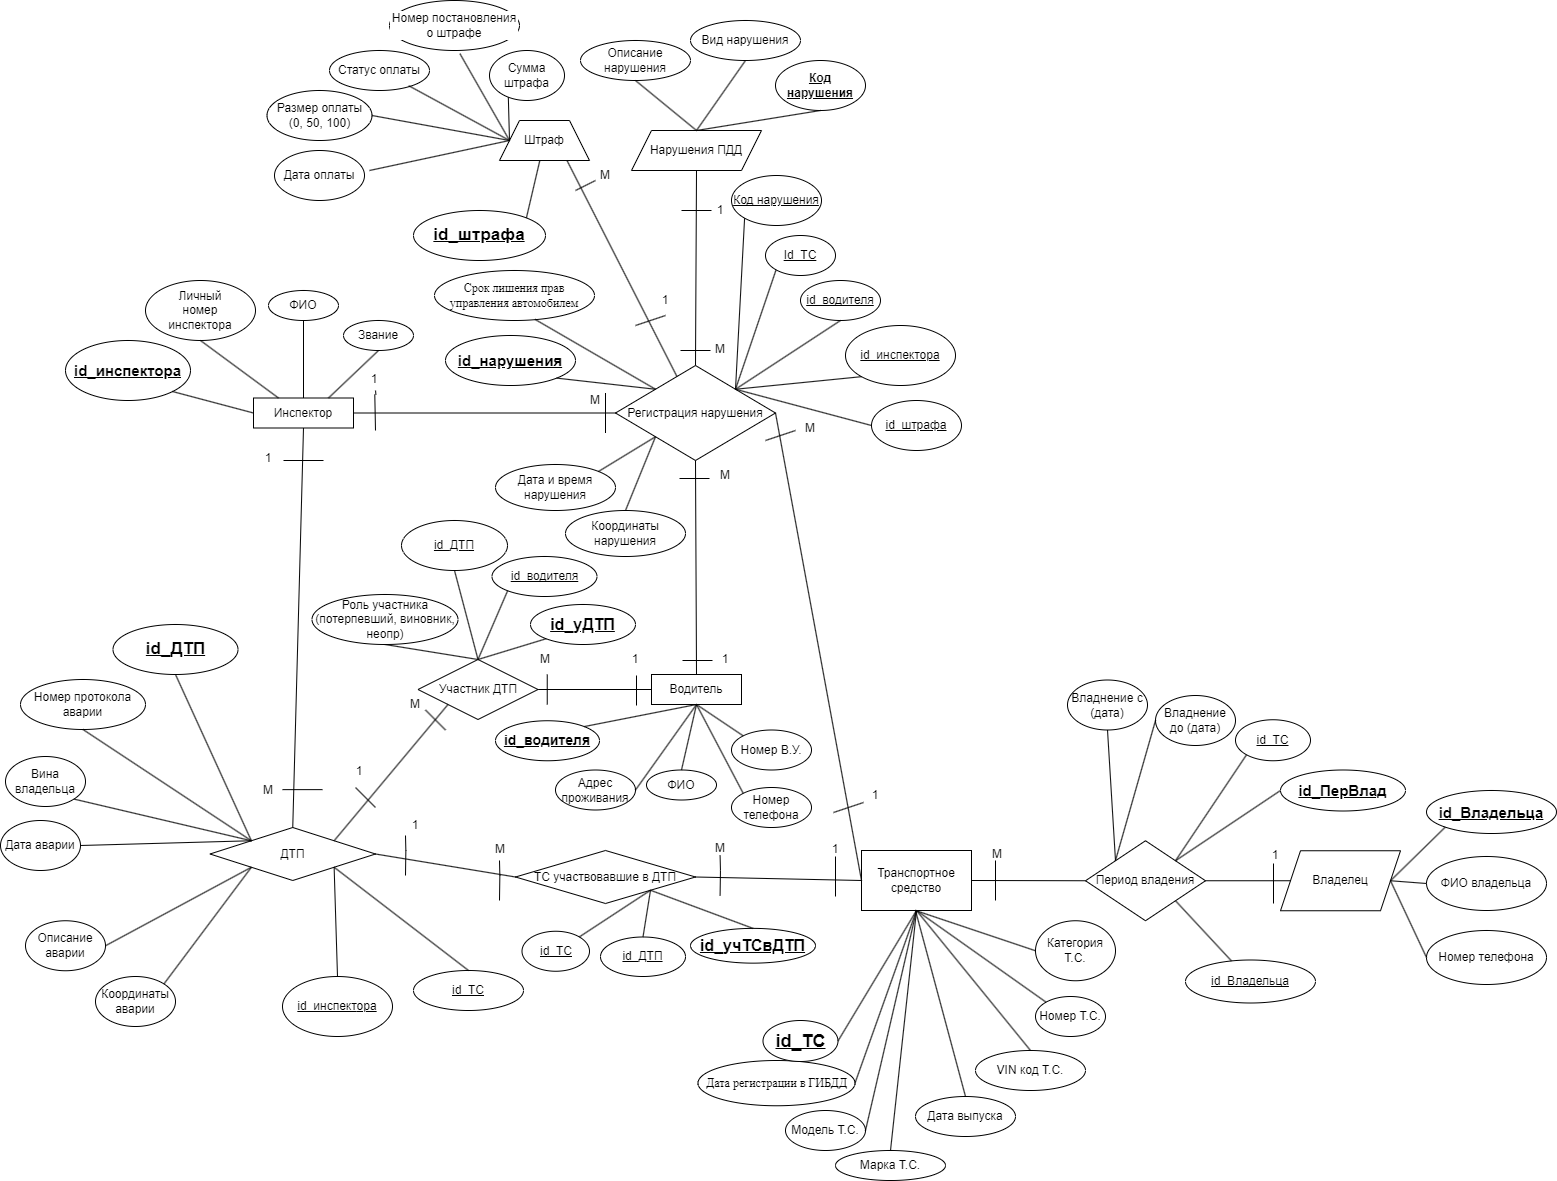 Номер постановления
о штрафе
Статус оплаты
Сумма
штрафа
Размер оплаты
(0, 50, 100)
Дата оплаты
Штраф
id_штрафа
М
1
Описание
нарушения
Вид нарушения
Код
нарушения
Нарушения ПДД
1
М
Код нарушения
Id_ТС
id_водителя
id_инспектора
id_штрафа
Срок лишения прав
управления автомобилем
id_нарушения
Регистрация нарушения
Дата и время
нарушения
Координаты
нарушения
Личный
номер
инспектора
ФИО
Звание
id_инспектора
Инспектор
1
М
1
М
М
М
1
id_ДТП
id_водителя
Роль участника
(потерпевший, виновник,
неопр)
id_уДТП
Участник ДТП
М
1
М
1
Водитель
id_водителя
Адрес
проживания
ФИО
Номер В.У.
Номер
телефона
id_ДТП
Номер протокола
аварии
Вина
владельца
Дата аварии
ДТП
Описание
аварии
Координаты
аварии
id_инспектора
id_ТС
1
М
ТС участвовавшие в ДТП
id_ТС
id_ДТП
id_учТСвДТП
М
1
1
Транспортное
средство
id_ТС
Дата регистрации в ГИБДД
Модель Т.С.
Марка Т.С.
Дата выпуска
VIN код Т.С.
Номер Т.С.
Категория
Т.С.
М
1
Владнение с
(дата)
Владнение
до (дата)
id_ТС
id_ПерВлад
Период владения
id_Владельца
Владелец
id_Владельца
ФИО владельца
Номер телефона